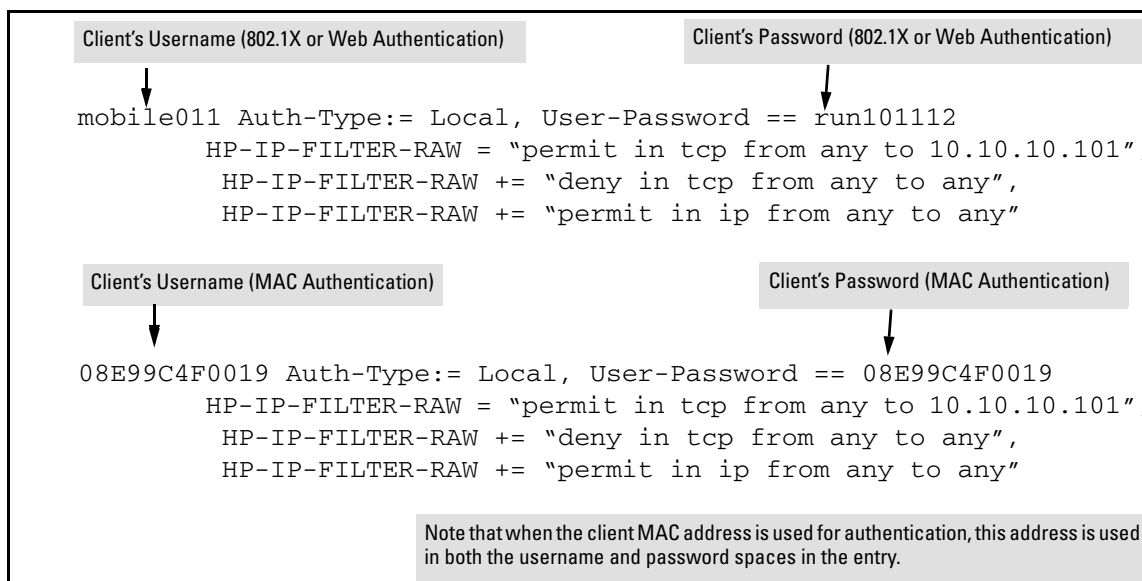 Client's Username (802.1X or Web Authentication)
Client's Password (802.1X or Web Authentication)
mobile011 Auth-Type:= Local, User-Password == run101112
HP-IP-FILTER-RAW = “permit in tcp from any to 10.10.10.101”,
HP-IP-FILTER-RAW += “deny in tcp from any to any”,
HP-IP-FILTER-RAW += “permit in ip from any to any”
Client's Username (MAC Authentication)
Client's Password (MAC Authentication)
08E99C4F0019 Auth-Type:= Local, User-Password == 08E99C4F0019
HP-IP-FILTER-RAW = “permit in tcp from any to 10.10.10.101”,
HP-IP-FILTER-RAW += “deny in tcp from any to any”,
HP-IP-FILTER-RAW += “permit in ip from any to any”
Note that when the client MAC address is used for authentication, this address is used
in both the username and password spaces in the entry.